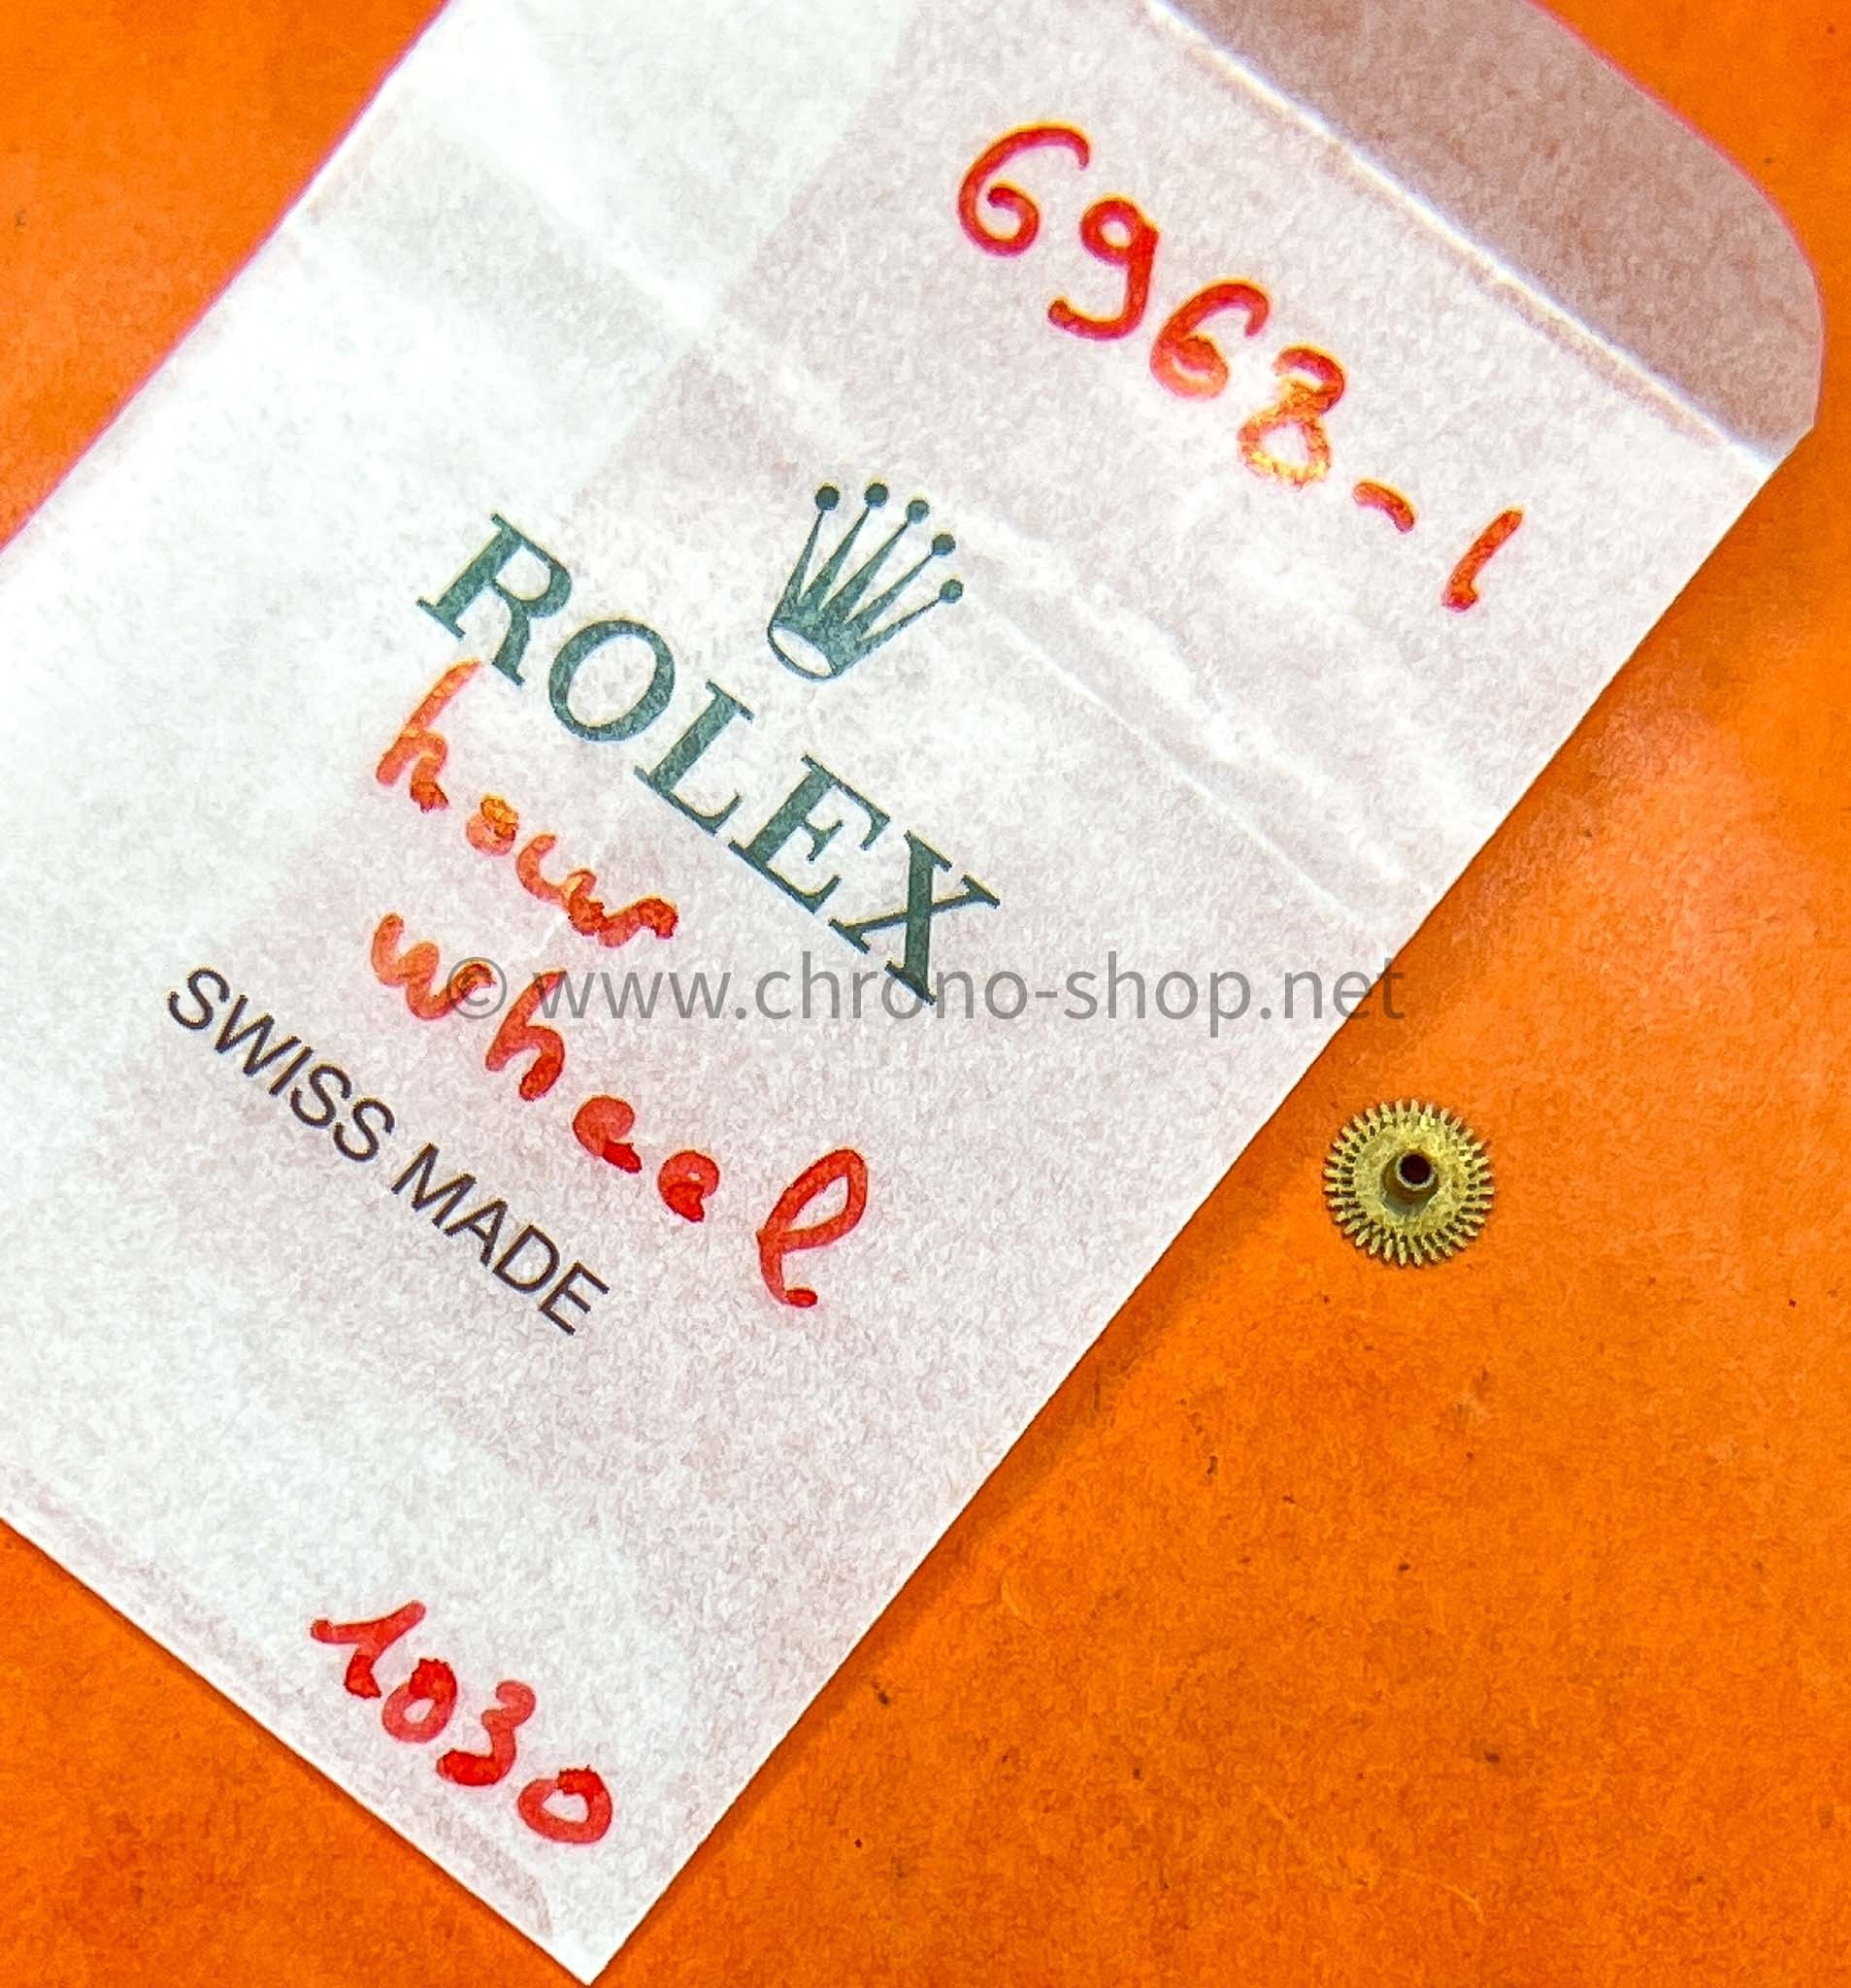 6968-1
ROLEX
hour
wheel
SWISS MADE
1030
© www.chrono-shop.net